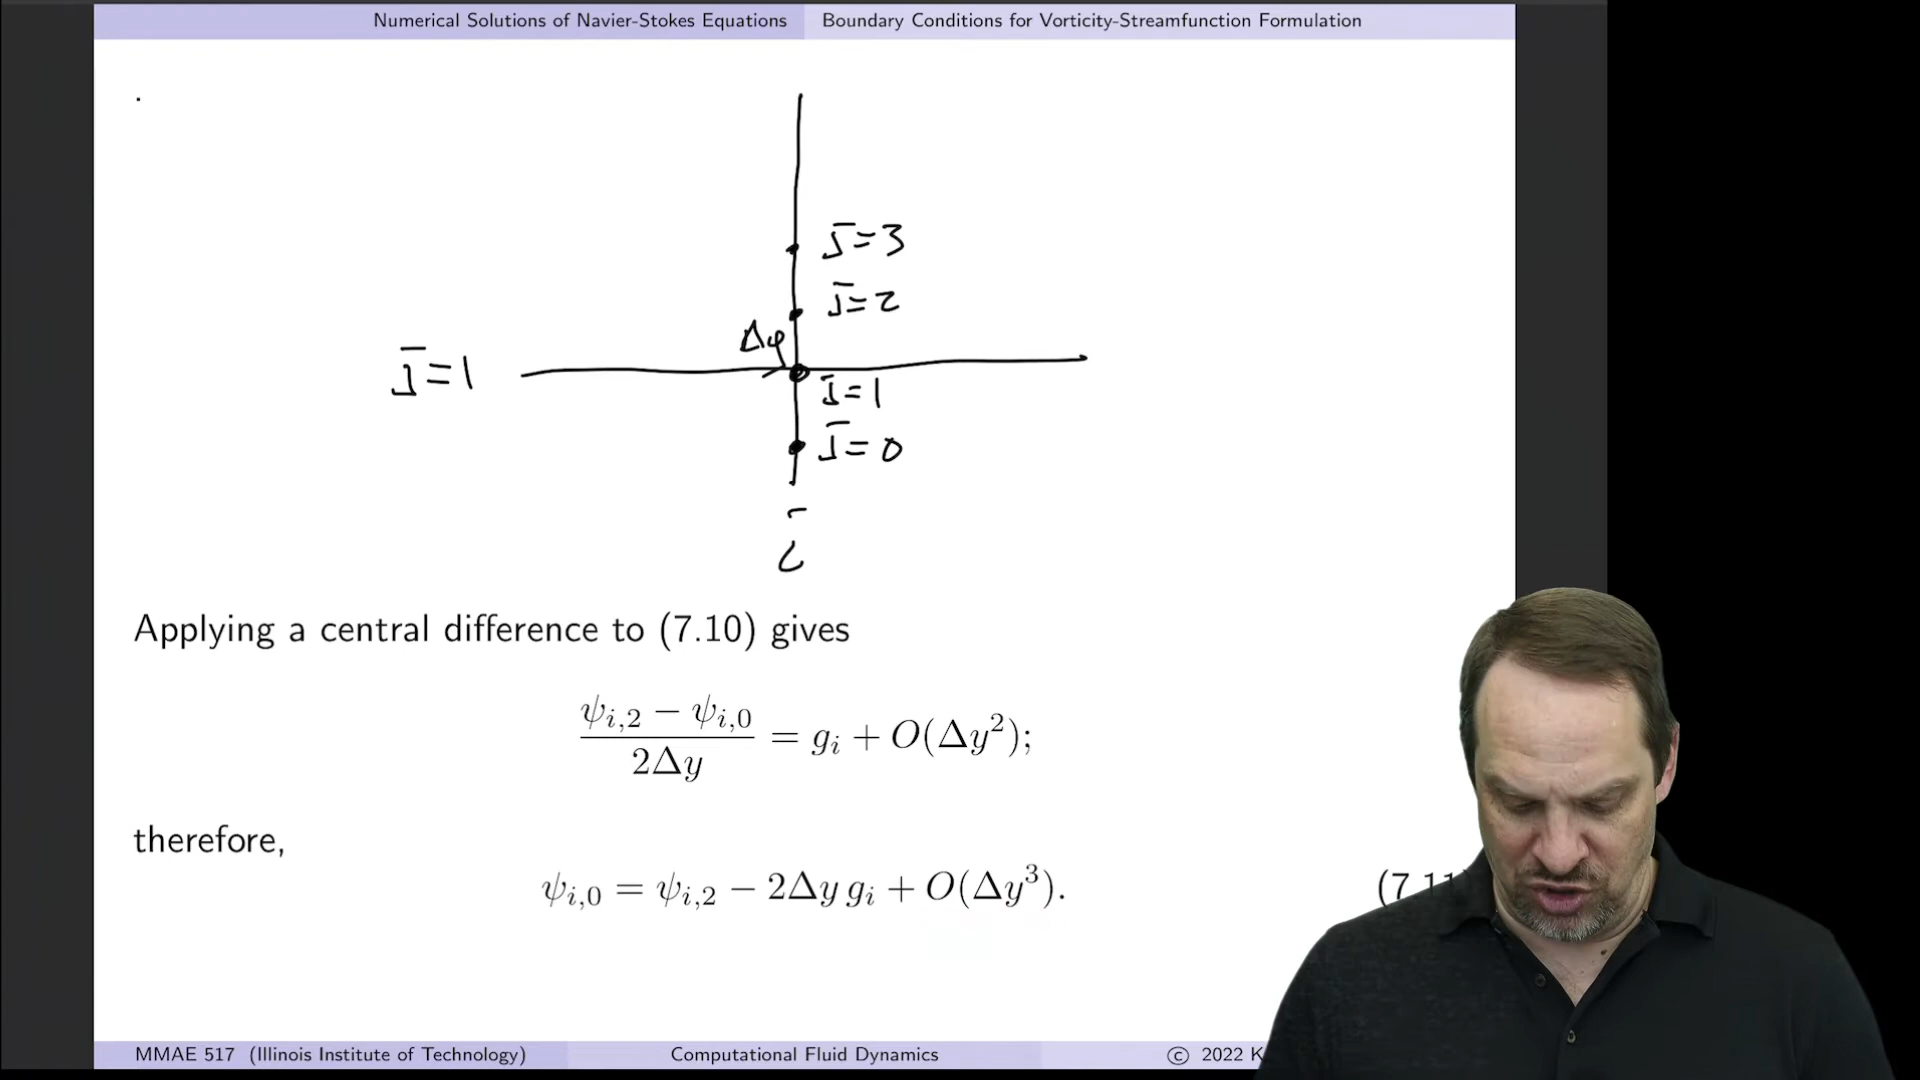 Numerical Solutions of Navier-Stokes Equations Boundary Conditions for Vorticity-Streamfunction Formulation
j=3
j=2
Δy
j=1
j=1
j=0
i
Applying a central difference to (7.10) gives
\frac{ψ_{i,2} − ψ_{i,0}}{2Δy} = g_i + O(Δy²);
therefore,
ψ_{i,0} = ψ_{i,2} − 2Δy g_i + O(Δy³).
MMAE 517 (Illinois Institute of Technology) Computational Fluid Dynamics © 2022